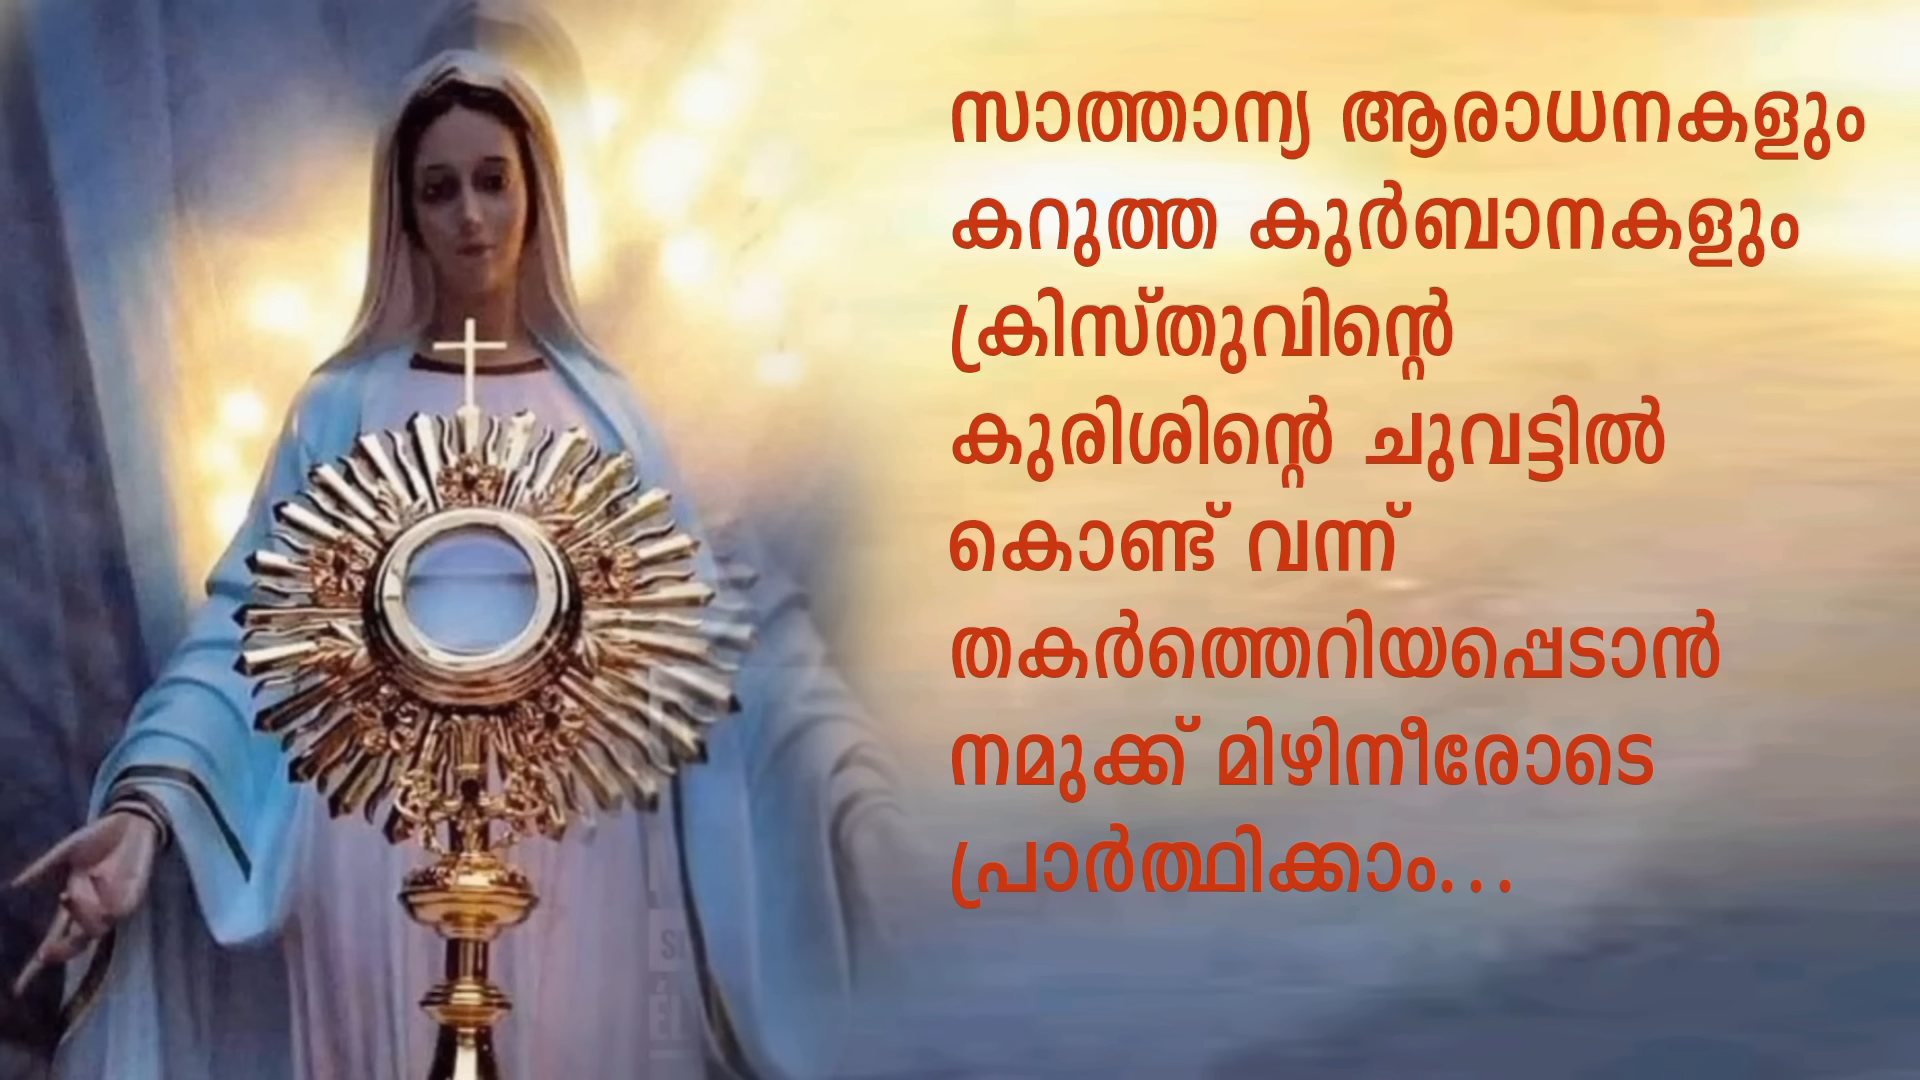 സാത്താന്യ ആരാധനകളും
കറുത്ത കുർബാനകളും
ക്രിസ്തുവിന്റെ
കുരിശിന്റെ ചുവട്ടിൽ
കൊണ്ട് വന്ന്
തകർത്തെറിയപ്പെടാൻ
നമുക്ക് മിഴിനീരോടെ
പ്രാർത്ഥിക്കാം...